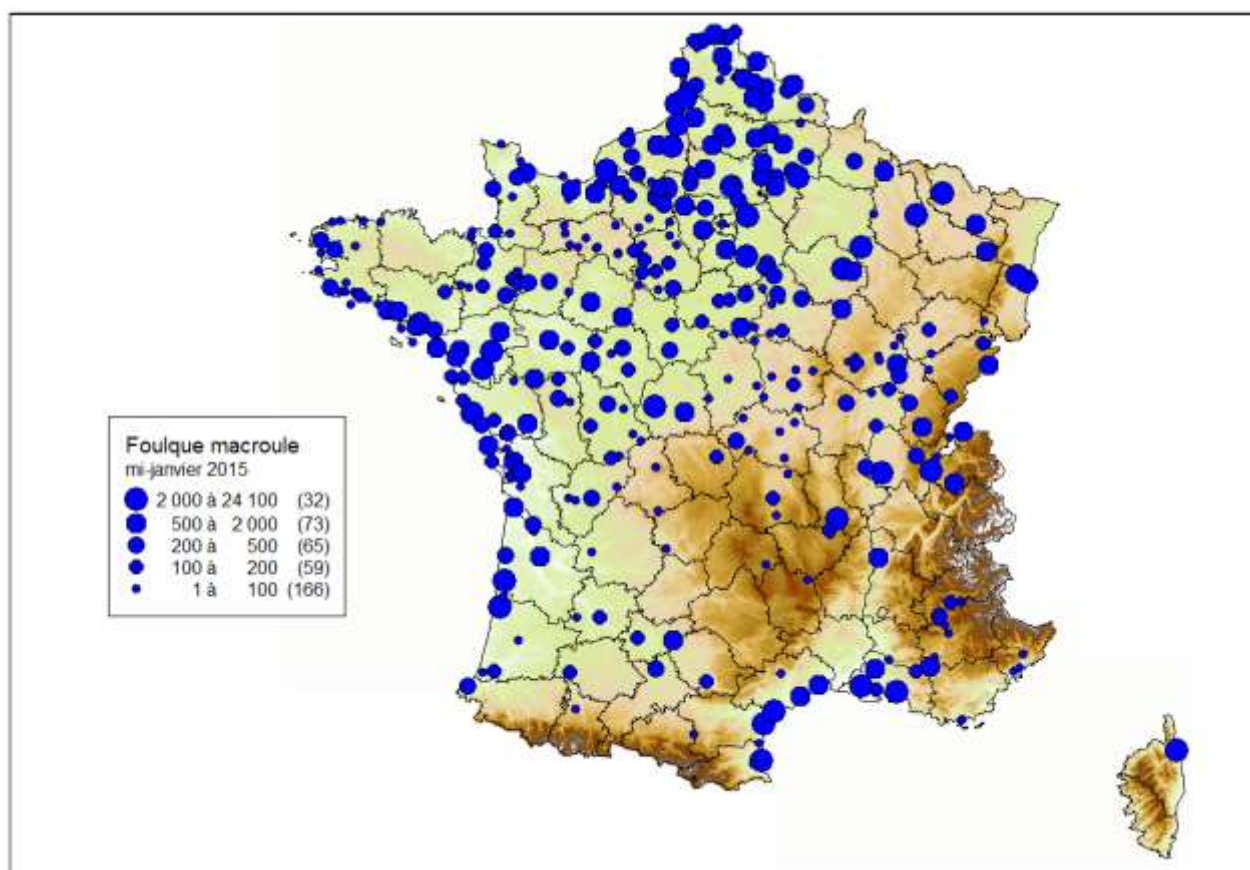 Foulque macroule
mi-janvier 2015
2 000 à 24 100 (32)
500 à 2 000 (73)
200 à 500 (65)
100 à 200 (59)
1 à 100 (166)